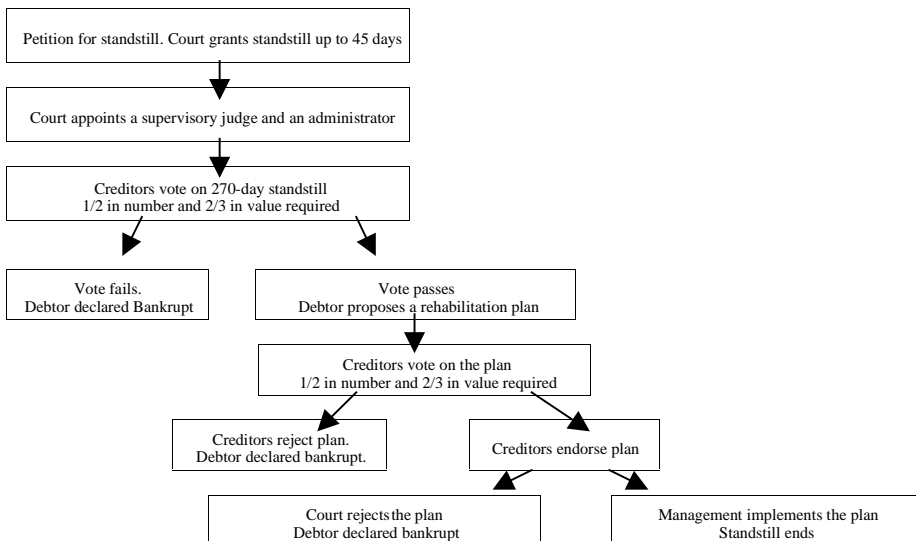 Petition for standstill. Court grants standstill up to 45 days
Court appoints a supervisory judge and an administrator
Creditors vote on 270-day standstill
1/2 in number and 2/3 in value required
Vote fails.
Debtor declared Bankrupt
Vote passes
Debtor proposes a rehabilitation plan
Creditors vote on the plan
1/2 in number and 2/3 in value required
Creditors reject plan.
Debtor declared bankrupt.
Creditors endorse plan
Court rejects the plan
Debtor declared bankrupt
Management implements the plan
Standstill ends